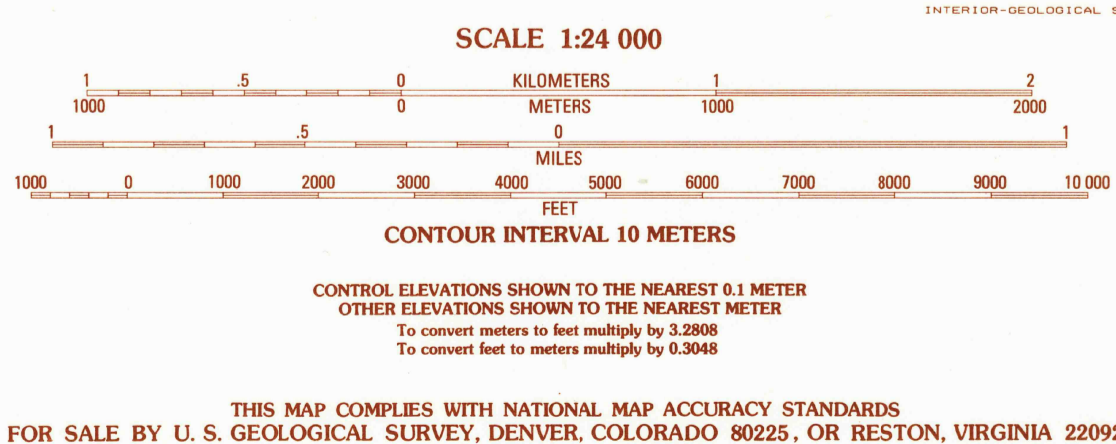 INTERIOR-GEOLOGICAL S
SCALE 1:24 000
1 .5 0 KILOMETERS 1 2
1000 0 METERS 1000 2000
1 .5 0 1
MILES
1000 0 1000 2000 3000 4000 5000 6000 7000 8000 9000 10 000
FEET
CONTOUR INTERVAL 10 METERS
CONTROL ELEVATIONS SHOWN TO THE NEAREST 0.1 METER
OTHER ELEVATIONS SHOWN TO THE NEAREST METER
To convert meters to feet multiply by 3.2808
To convert feet to meters multiply by 0.3048
THIS MAP COMPLIES WITH NATIONAL MAP ACCURACY STANDARDS
FOR SALE BY U. S. GEOLOGICAL SURVEY, DENVER, COLORADO 80225, OR RESTON, VIRGINIA 2209